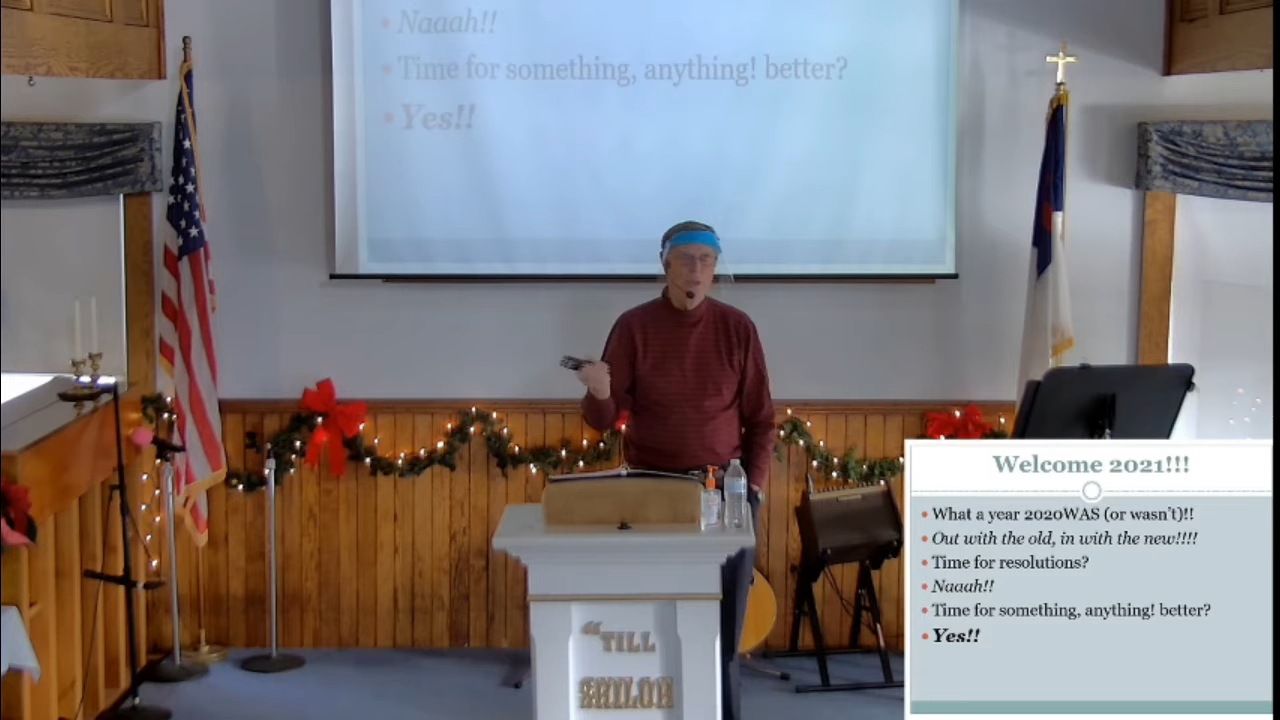 Naaah!!
Time for something, anything! better?
Yes!!
Welcome 2021!!!
What a year 2020WAS (or wasn't)!!
Out with the old, in with the new!!!!
Time for resolutions?
Naaah!!
Time for something, anything! better?
Yes!!
“TILL
SHILOH